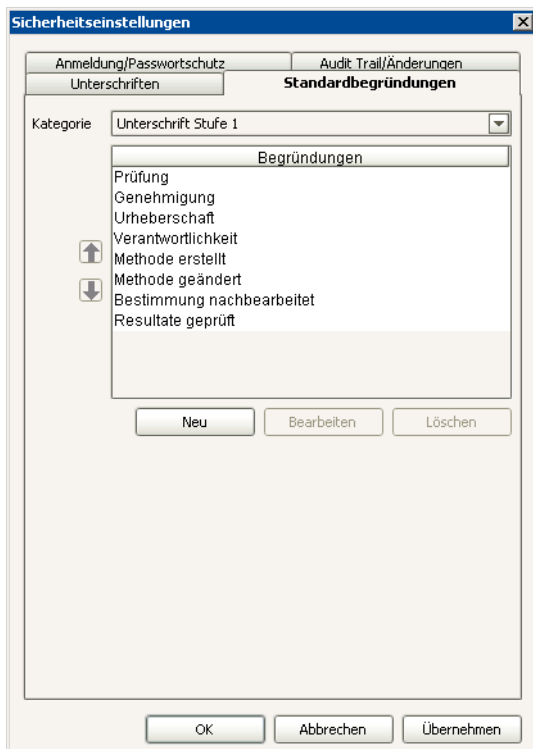 Sicherheitseinstellungen
Anmeldung/Passwortschutz
Audit Trail/Änderungen
Unterschriften
Standardbegründungen
Kategorie
Unterschrift Stufe 1
Begründungen
Prüfung
Genehmigung
Urheberschaft
Verantwortlichkeit
Methode erstellt
Methode geändert
Bestimmung nachbearbeitet
Resultate geprüft
Neu
Bearbeiten
Löschen
OK
Abbrechen
Übernehmen